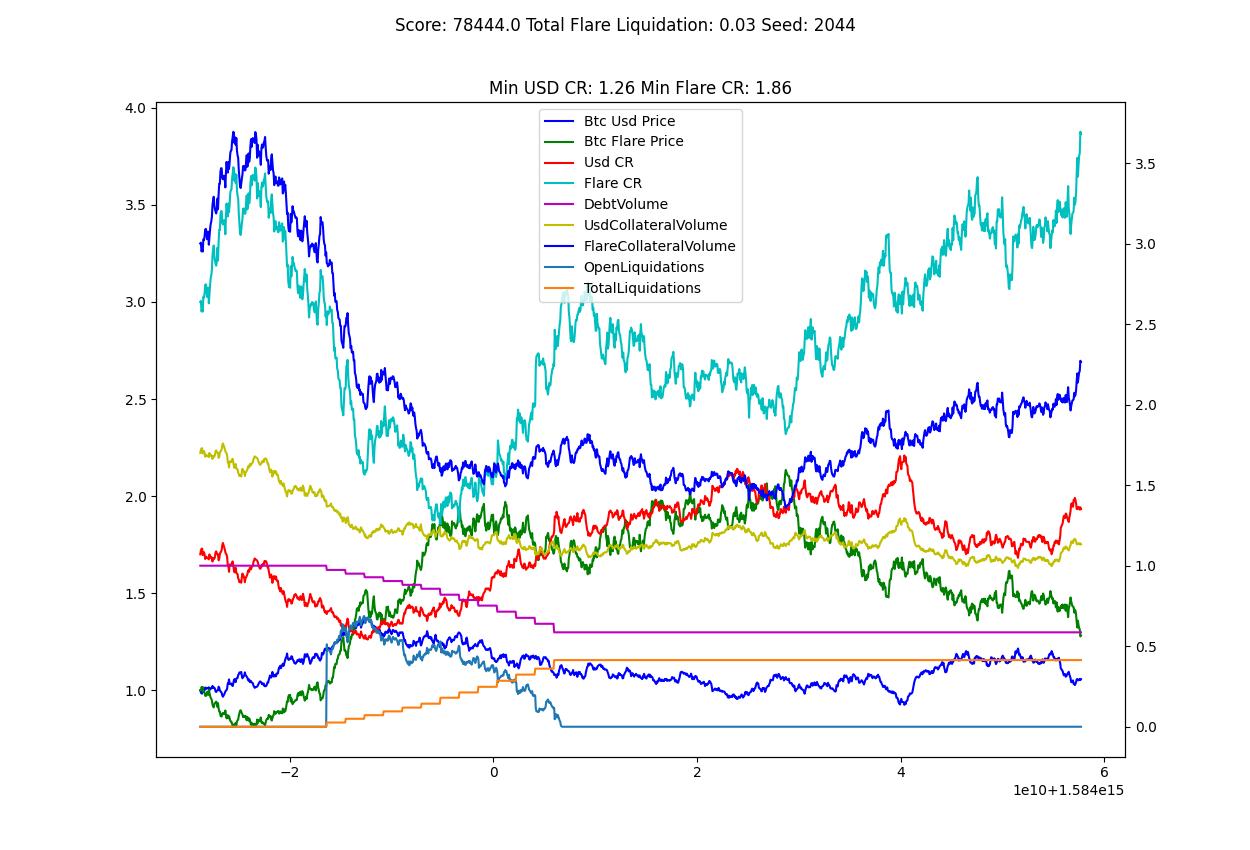 Score: 78444.0 Total Flare Liquidation: 0.03 Seed: 2044
Min USD CR: 1.26 Min Flare CR: 1.86
Btc Usd Price
Btc Flare Price
Usd CR
Flare CR
DebtVolume
UsdCollateralVolume
FlareCollateralVolume
OpenLiquidations
TotalLiquidations
4.0
3.5
3.0
2.5
2.0
1.5
1.0
3.5
3.0
2.5
2.0
1.5
1.0
0.5
0.0
−2 0 2 4 6
1e10+1.584e15